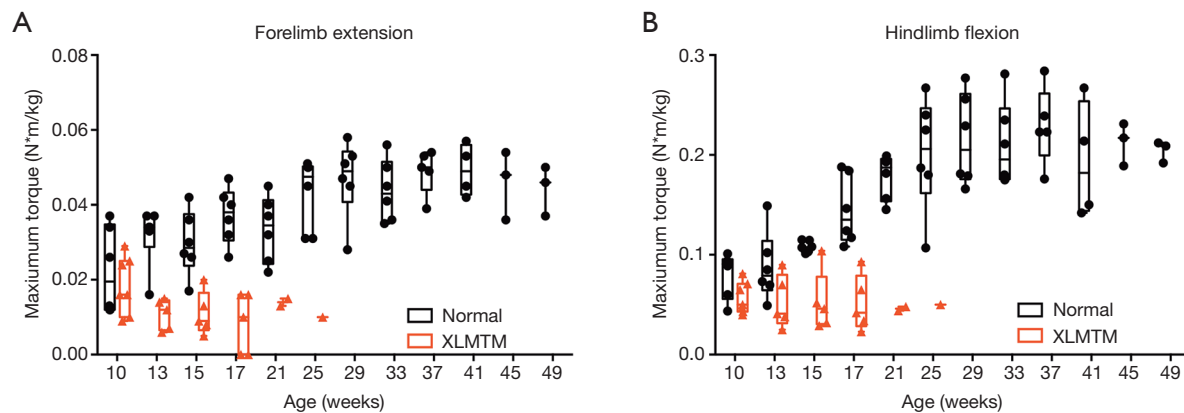 A
Forelimb extension
Maxiumum torque (N*m/kg)
0.08
0.06
0.04
0.02
0.00
Normal
XLMTM
10 13 15 17 21 25 29 33 37 41 45 49
Age (weeks)
B
Hindlimb flexion
Maxiumum torque (N*m/kg)
0.3
0.2
0.1
0.0
Normal
XLMTM
10 13 15 17 21 25 29 33 37 41 45 49
Age (weeks)